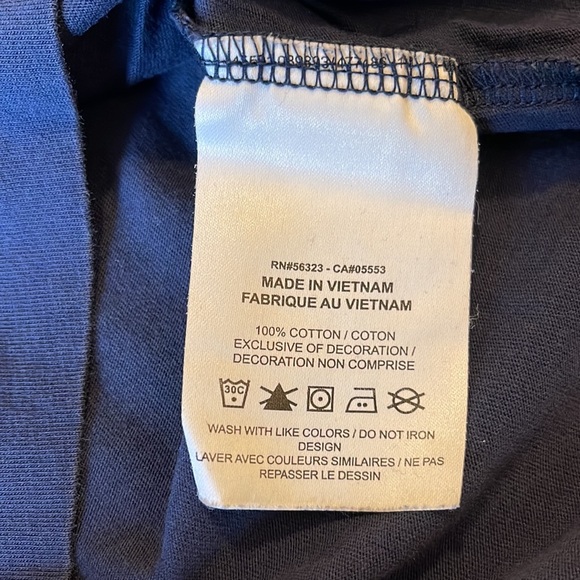 RN#56323 - CA#05553
MADE IN VIETNAM
FABRIQUE AU VIETNAM
100% COTTON / COTON
EXCLUSIVE OF DECORATION /
DECORATION NON COMPRISE
30C
WASH WITH LIKE COLORS / DO NOT IRON
DESIGN
LAVER AVEC COULEURS SIMILAIRES / NE PAS
REPASSER LE DESSIN